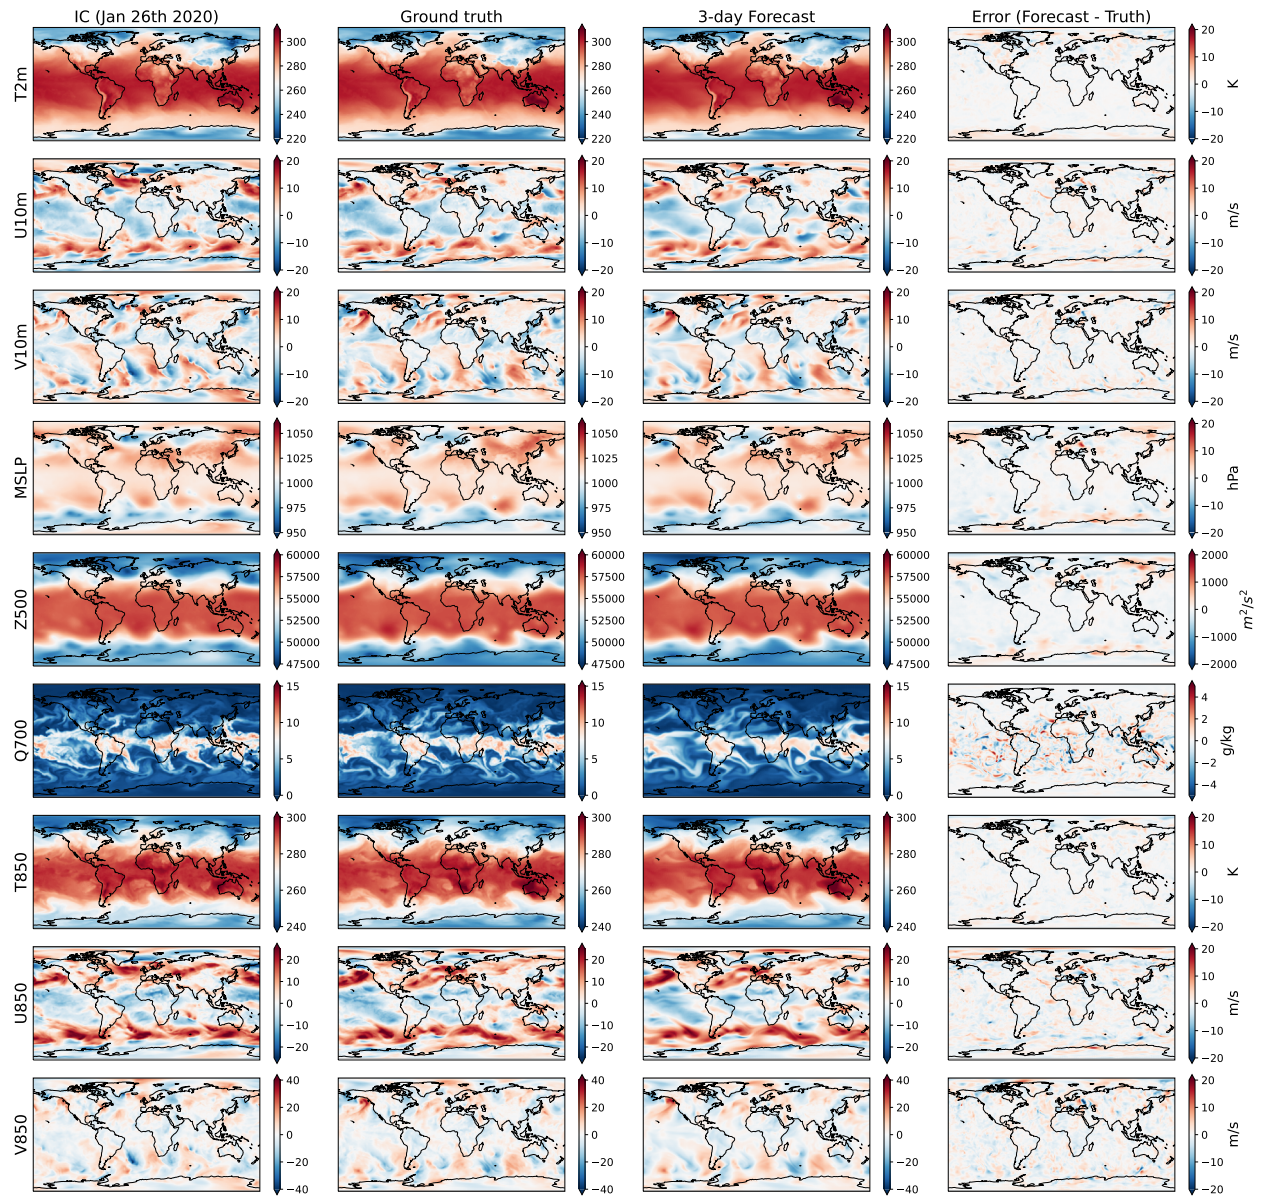 IC (Jan 26th 2020) Ground truth 3-day Forecast Error (Forecast - Truth)
T2m 300 280 260 240 220 300 280 260 240 220 300 280 260 240 220 20 10 0 −10 −20 K
U10m 20 10 0 −10 −20 20 10 0 −10 −20 20 10 0 −10 −20 20 10 0 −10 −20 m/s
V10m 20 10 0 −10 −20 20 10 0 −10 −20 20 10 0 −10 −20 20 10 0 −10 −20 m/s
MSLP 1050 1025 1000 975 950 1050 1025 1000 975 950 1050 1025 1000 975 950 20 10 0 −10 −20 hPa
Z500 60000 57500 55000 52500 50000 47500 60000 57500 55000 52500 50000 47500 60000 57500 55000 52500 50000 47500 2000 1000 0 −1000 −2000 m²/s²
Q700 15 10 5 0 15 10 5 0 15 10 5 0 4 2 0 −2 −4 g/kg
T850 300 280 260 240 300 280 260 240 300 280 260 240 20 10 0 −10 −20 K
U850 20 10 0 −10 −20 20 10 0 −10 −20 20 10 0 −10 −20 20 10 0 −10 −20 m/s
V850 40 20 0 −20 −40 40 20 0 −20 −40 40 20 0 −20 −40 20 10 0 −10 −20 m/s